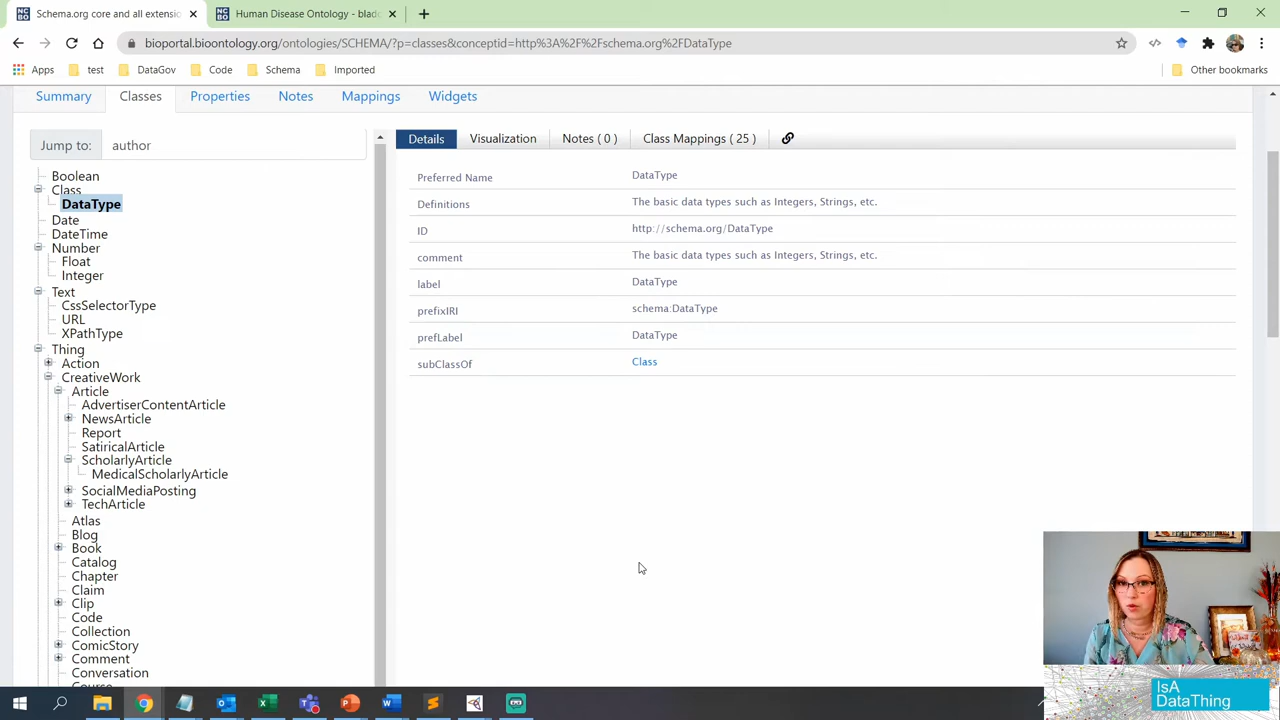 Schema.org core and all extensi
Human Disease Ontology - blad
bioportal.bioontology.org/ontologies/SCHEMA/?p=classes&conceptid=http%3A%2F%2Fschema.org%2FDataType
Apps
test
DataGov
Code
Schema
Imported
Other bookmarks
Summary
Classes
Properties
Notes
Mappings
Widgets
Jump to:
author
Boolean
Class
DataType
Date
DateTime
Number
Float
Integer
Text
CssSelectorType
URL
XPathType
Thing
Action
CreativeWork
Article
AdvertiserContentArticle
NewsArticle
Report
SatiricalArticle
ScholarlyArticle
MedicalScholarlyArticle
SocialMediaPosting
TechArticle
Atlas
Blog
Book
Catalog
Chapter
Claim
Clip
Code
Collection
ComicStory
Comment
Conversation
Course
Details
Visualization
Notes ( 0 )
Class Mappings ( 25 )
Preferred Name DataType
Definitions The basic data types such as Integers, Strings, etc.
ID http://schema.org/DataType
comment The basic data types such as Integers, Strings, etc.
label DataType
prefixIRI schema:DataType
prefLabel DataType
subClassOf Class
IsA
DataThing